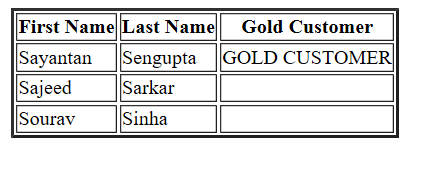 First Name Last Name Gold Customer
Sayantan Sengupta GOLD CUSTOMER
Sajeed Sarkar
Sourav Sinha